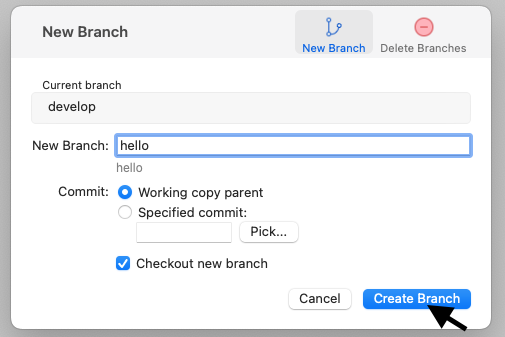 New Branch
New Branch
Delete Branches
Current branch
develop
New Branch: hello
hello
Commit: Working copy parent
Specified commit:
Pick...
Checkout new branch
Cancel
Create Branch